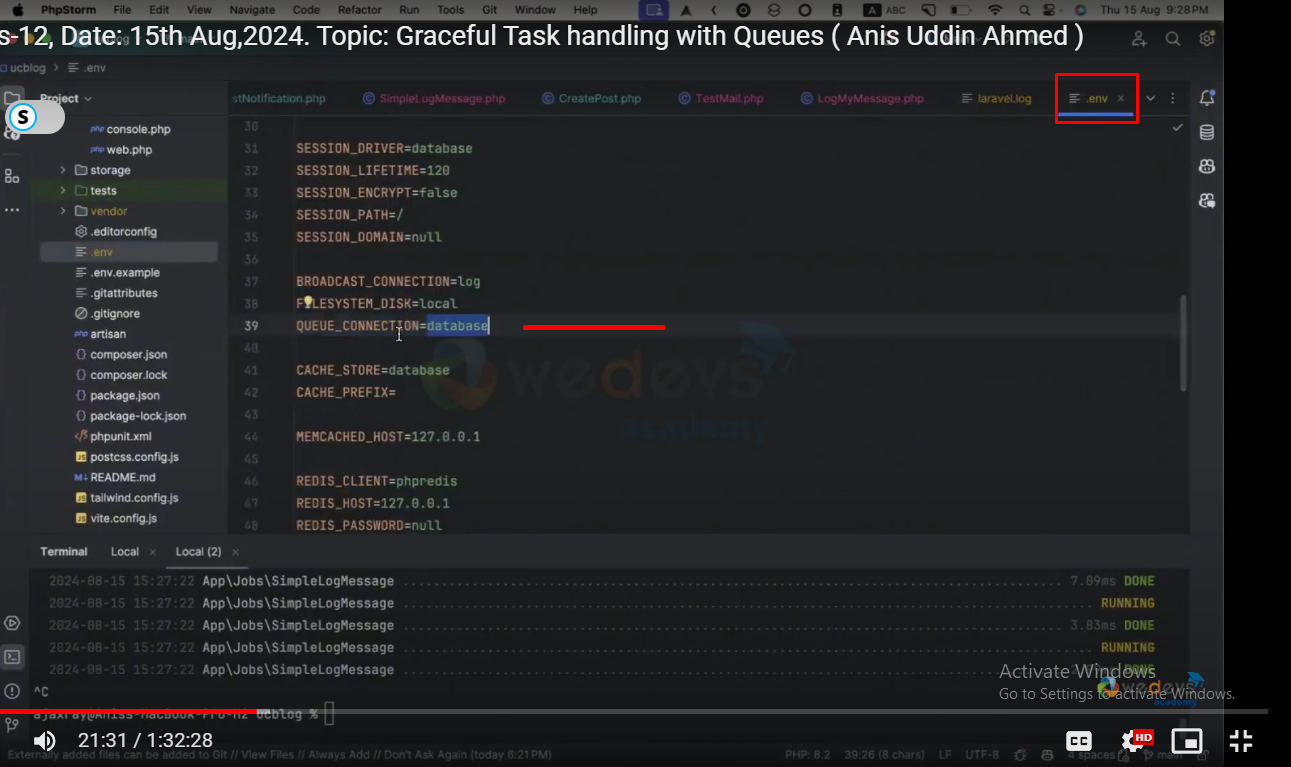 PhpStorm File Edit View Navigate Code Refactor Run Tools Git Window Help
ABC
Thu 15 Aug 9:28PM
s-12, Date: 15th Aug,2024. Topic: Graceful Task handling with Queues ( Anis Uddin Ahmed )
ucblog > .env
Project
stNotification.php SimpleLogMessage.php CreatePost.php TestMail.php LogMyMessage.php laravel.log .env
S
console.php
web.php
storage
tests
vendor
.editorconfig
.env
.env.example
.gitattributes
.gitignore
artisan
composer.json
composer.lock
package.json
package-lock.json
phpunit.xml
postcss.config.js
README.md
tailwind.config.js
vite.config.js
30
31 SESSION_DRIVER=database
32 SESSION_LIFETIME=120
33 SESSION_ENCRYPT=false
34 SESSION_PATH=/
35 SESSION_DOMAIN=null
36
37 BROADCAST_CONNECTION=log
38 FILESYSTEM_DISK=local
39 QUEUE_CONNECTION=database
40
41 CACHE_STORE=database
42 CACHE_PREFIX=
43
44 MEMCACHED_HOST=127.0.0.1
45
46 REDIS_CLIENT=phpredis
47 REDIS_HOST=127.0.0.1
48 REDIS_PASSWORD=null
wedevs
academy
Terminal Local Local (2)
2024-08-15 15:27:22 App\Jobs\SimpleLogMessage 7.09ms DONE
2024-08-15 15:27:22 App\Jobs\SimpleLogMessage RUNNING
2024-08-15 15:27:22 App\Jobs\SimpleLogMessage 3.83ms DONE
2024-08-15 15:27:22 App\Jobs\SimpleLogMessage RUNNING
2024-08-15 15:27:22 App\Jobs\SimpleLogMessage DONE
^C
ajaxray@Aniss-MacBook-Pro-M2 ucblog %
Activate Windows
Go to Settings to activate Windows.
wedevs
academy
21:31 / 1:32:28
CC
HD
Externally added files can be added to Git // View Files // Always Add // Don't Ask Again (today 6:21PM)
PHP: 8.2 39:26 (8 chars) LF UTF-8 4 spaces main